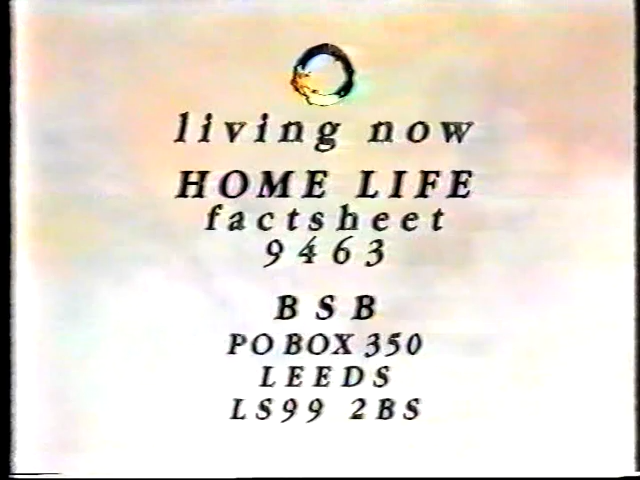 living now
HOME LIFE
factsheet
9463
BSB
PO BOX 350
LEEDS
LS99 2BS